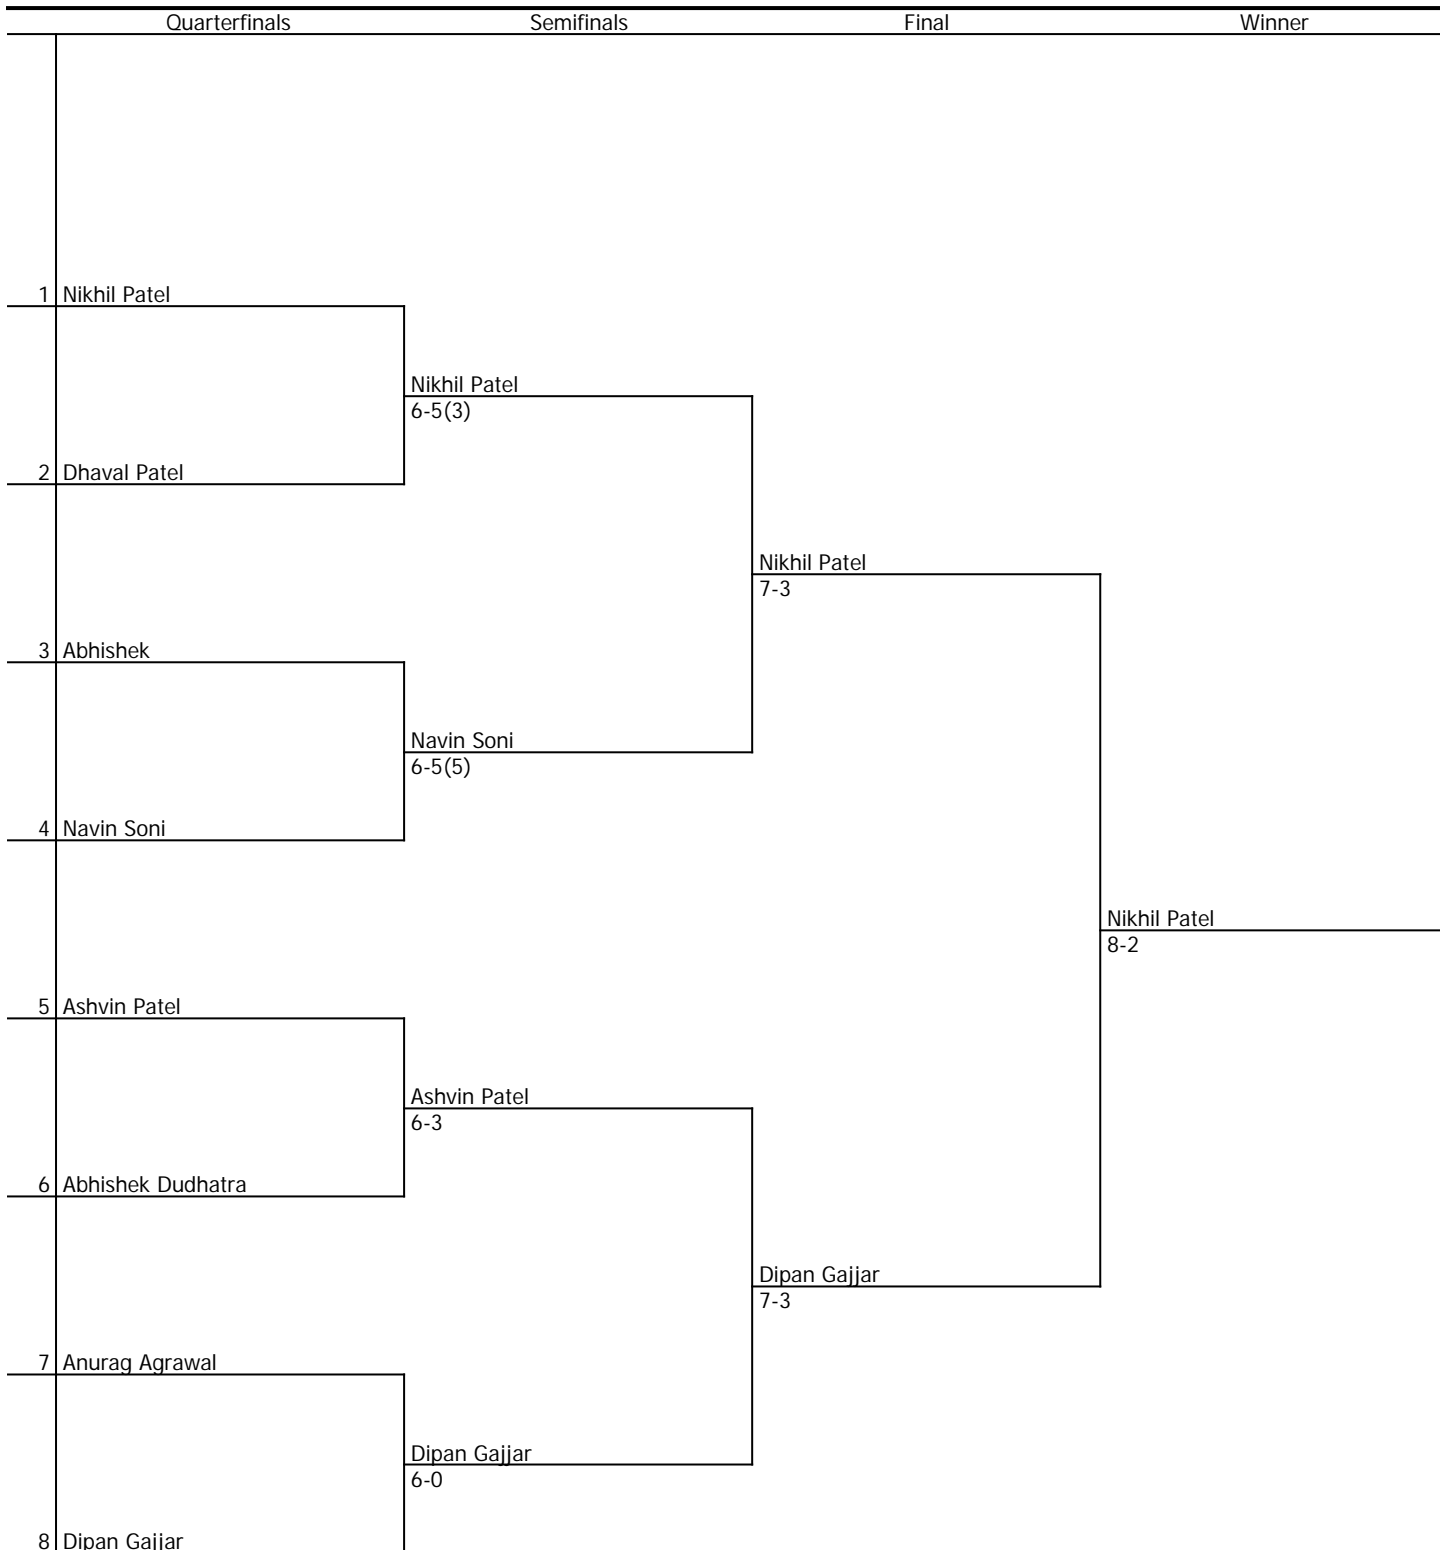 Quarterfinals Semifinals Final Winner
1 Nikhil Patel
Nikhil Patel
6-5(3)
2 Dhaval Patel
Nikhil Patel
7-3
3 Abhishek
Navin Soni
6-5(5)
4 Navin Soni
Nikhil Patel
8-2
5 Ashvin Patel
Ashvin Patel
6-3
6 Abhishek Dudhatra
Dipan Gajjar
7-3
7 Anurag Agrawal
Dipan Gajjar
6-0
8 Dipan Gajjar